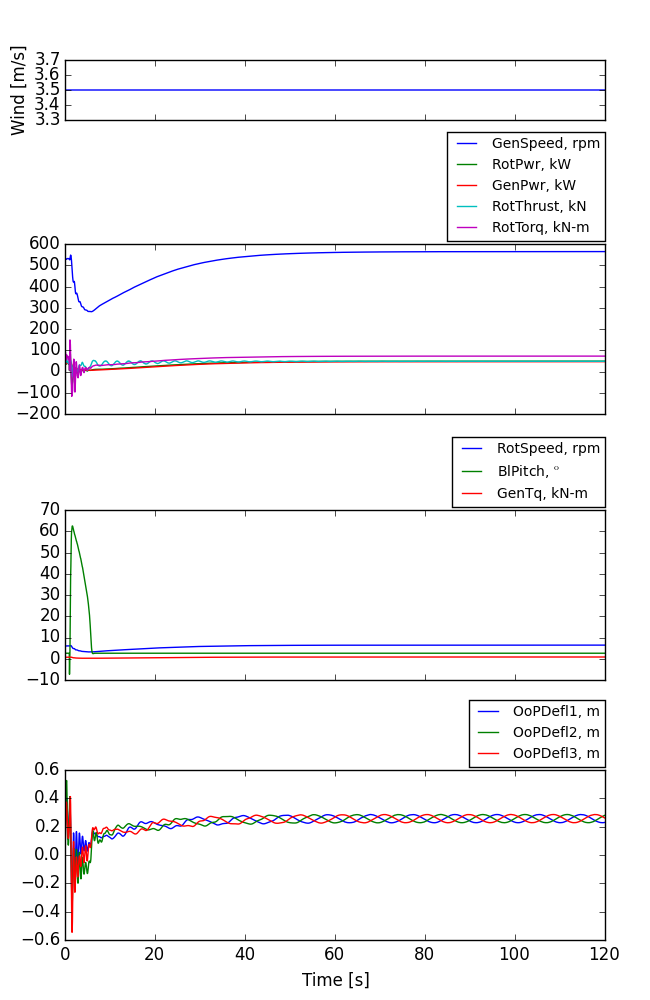 Wind [m/s]
3.7
3.6
3.5
3.4
3.3
GenSpeed, rpm
RotPwr, kW
GenPwr, kW
RotThrust, kN
RotTorq, kN-m
600
500
400
300
200
100
0
−100
−200
RotSpeed, rpm
BlPitch, °
GenTq, kN-m
70
60
50
40
30
20
10
0
−10
OoPDefl1, m
OoPDefl2, m
OoPDefl3, m
0.6
0.4
0.2
0.0
−0.2
−0.4
−0.6
0 20 40 60 80 100 120
Time [s]